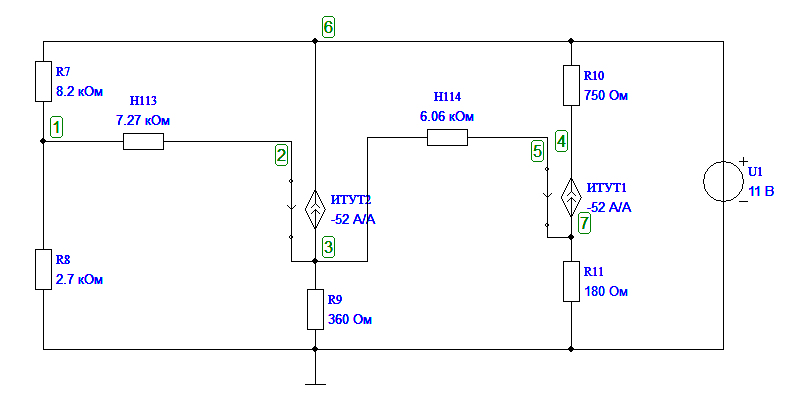 6
R7
8.2 кОм
H113
7.27 кОм
H114
6.06 кОм
R10
750 Ом
1
2
5
4
ИТУТ2
-52 А/А
ИТУТ1
-52 А/А
U1
11 В
3
7
R8
2.7 кОм
R9
360 Ом
R11
180 Ом